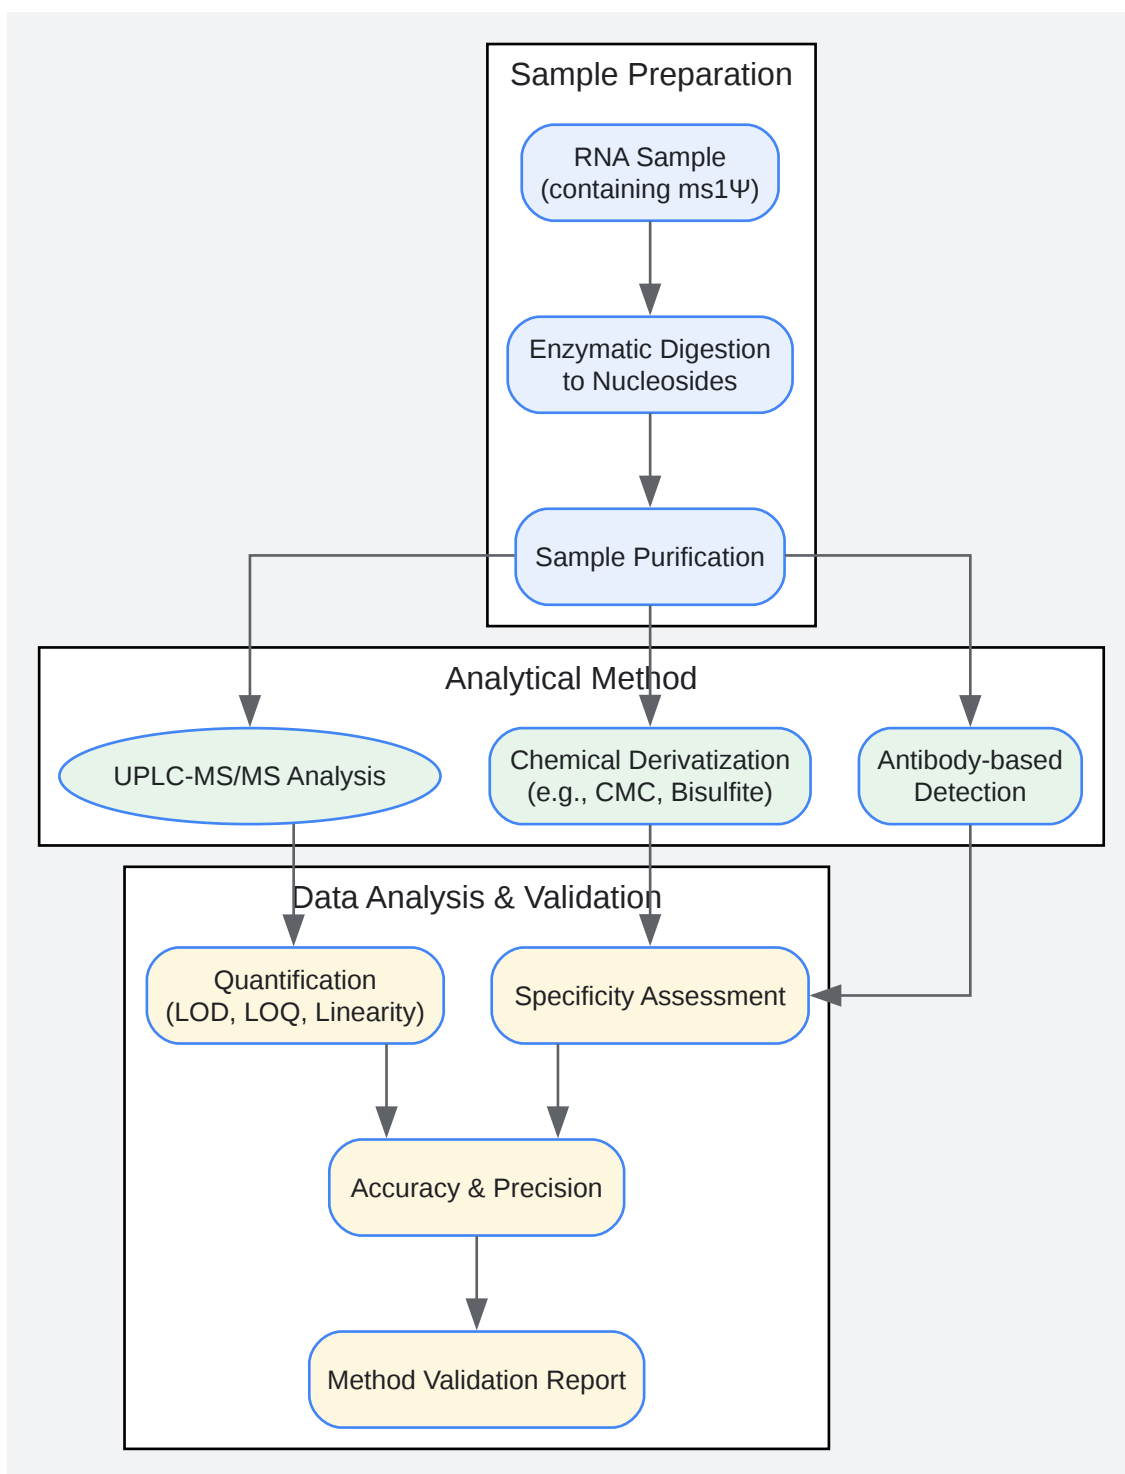 Sample Preparation
RNA Sample
(containing ms1Ψ)
Enzymatic Digestion
to Nucleosides
Sample Purification
Analytical Method
UPLC-MS/MS Analysis
Chemical Derivatization
(e.g., CMC, Bisulfite)
Antibody-based
Detection
Data Analysis & Validation
Quantification
(LOD, LOQ, Linearity)
Specificity Assessment
Accuracy & Precision
Method Validation Report